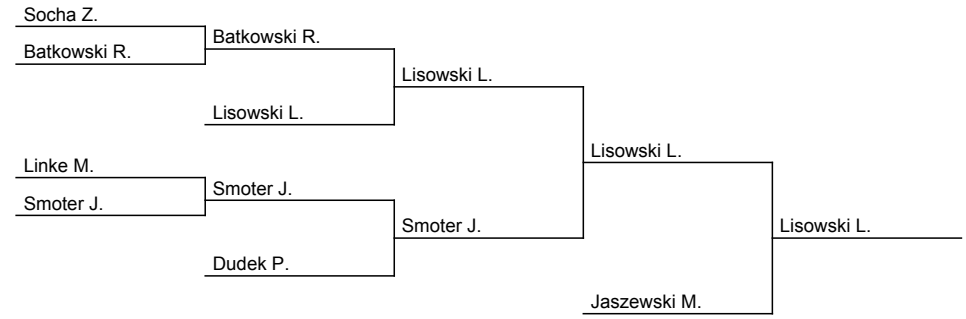 Socha Z.
Batkowski R.
Batkowski R.
Lisowski L.
Lisowski L.
Lisowski L.
Linke M.
Smoter J.
Smoter J.
Smoter J.
Lisowski L.
Dudek P.
Jaszewski M.